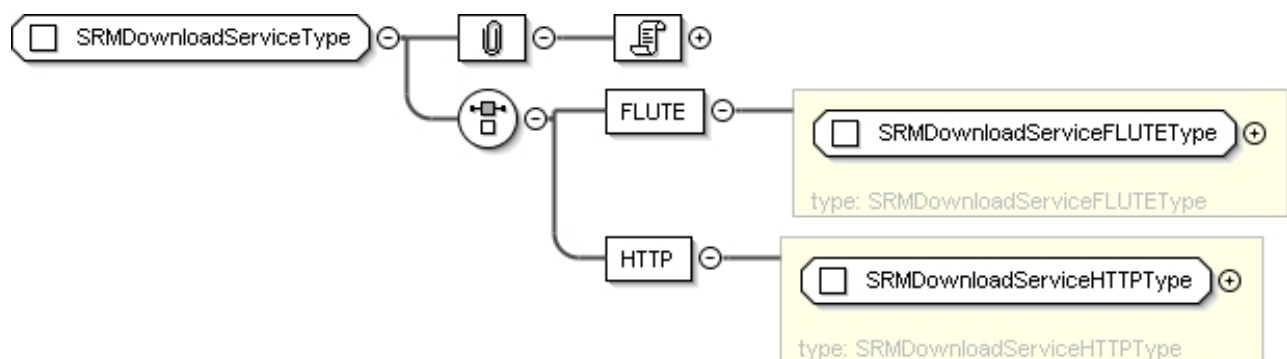 SRMDownloadServiceType
FLUTE
SRMDownloadServiceFLUTEType
type: SRMDownloadServiceFLUTEType
HTTP
SRMDownloadServiceHTTPType
type: SRMDownloadServiceHTTPType